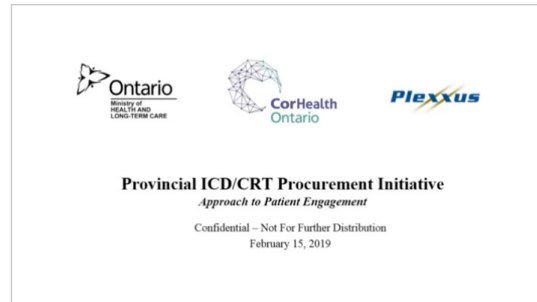 Ontario
Ministry of
HEALTH AND
LONG-TERM CARE
CorHealth
Ontario
Plexxus
Provincial ICD/CRT Procurement Initiative
Approach to Patient Engagement
Confidential – Not For Further Distribution
February 15, 2019